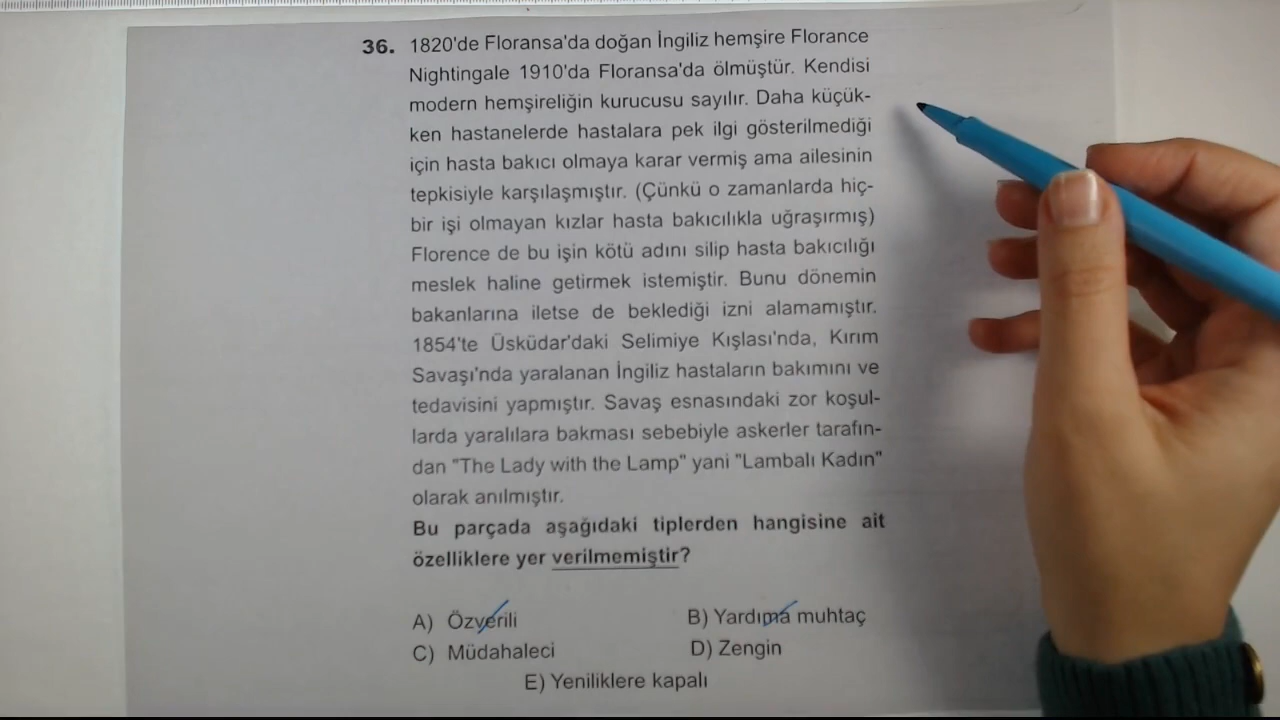 36. 1820'de Floransa'da doğan İngiliz hemşire Florance
Nightingale 1910'da Floransa'da ölmüştür. Kendisi
modern hemşireliğin kurucusu sayılır. Daha küçük-
ken hastanelerde hastalara pek ilgi gösterilmediği
için hasta bakıcı olmaya karar vermiş ama ailesinin
tepkisiyle karşılaşmıştır. (Çünkü o zamanlarda hiç-
bir işi olmayan kızlar hasta bakıcılıkla uğraşırmış)
Florence de bu işin kötü adını silip hasta bakıcılığı
meslek haline getirmek istemiştir. Bunu dönemin
bakanlarına iletse de beklediği izni alamamıştır.
1854'te Üsküdar'daki Selimiye Kışlası'nda, Kırım
Savaşı'nda yaralanan İngiliz hastaların bakımını ve
tedavisini yapmıştır. Savaş esnasındaki zor koşul-
larda yaralılara bakması sebebiyle askerler tarafın-
dan "The Lady with the Lamp" yani "Lambalı Kadın"
olarak anılmıştır.
Bu parçada aşağıdaki tiplerden hangisine ait
özelliklere yer verilmemiştir?
A) Özverili B) Yardıma muhtaç
C) Müdahaleci D) Zengin
E) Yeniliklere kapalı